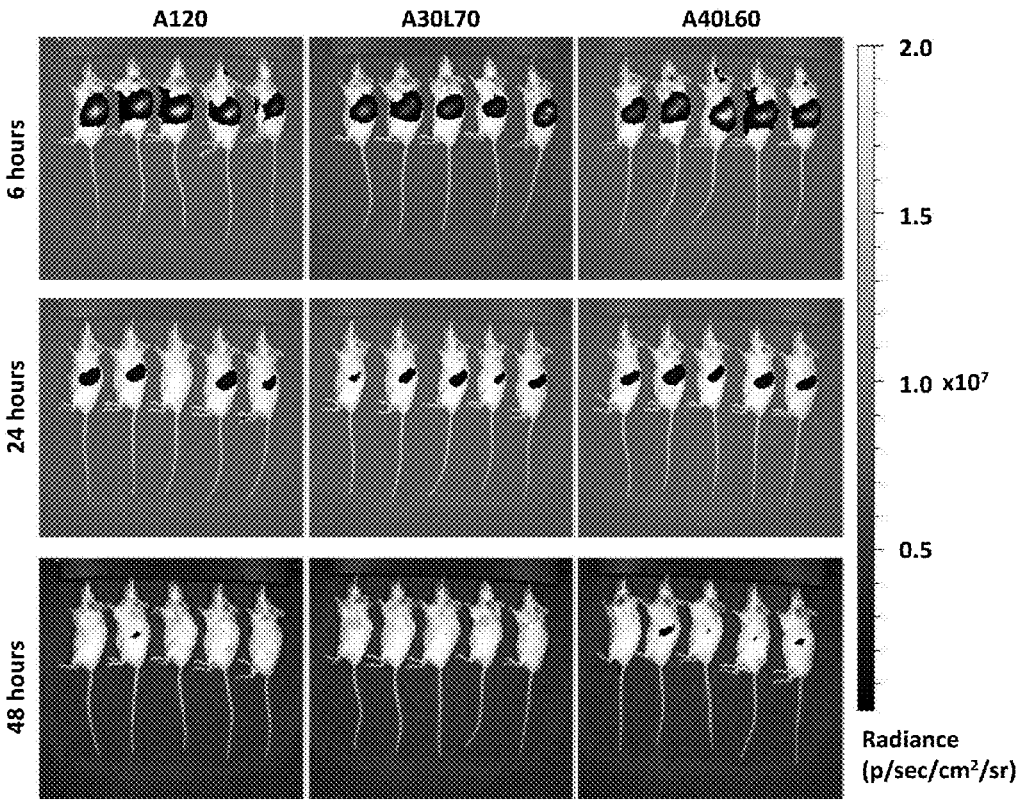 A120
A30L70
A40L60
6 hours
24 hours
48 hours
2.0
1.5
1.0 x10⁷
0.5
Radiance
(p/sec/cm²/sr)